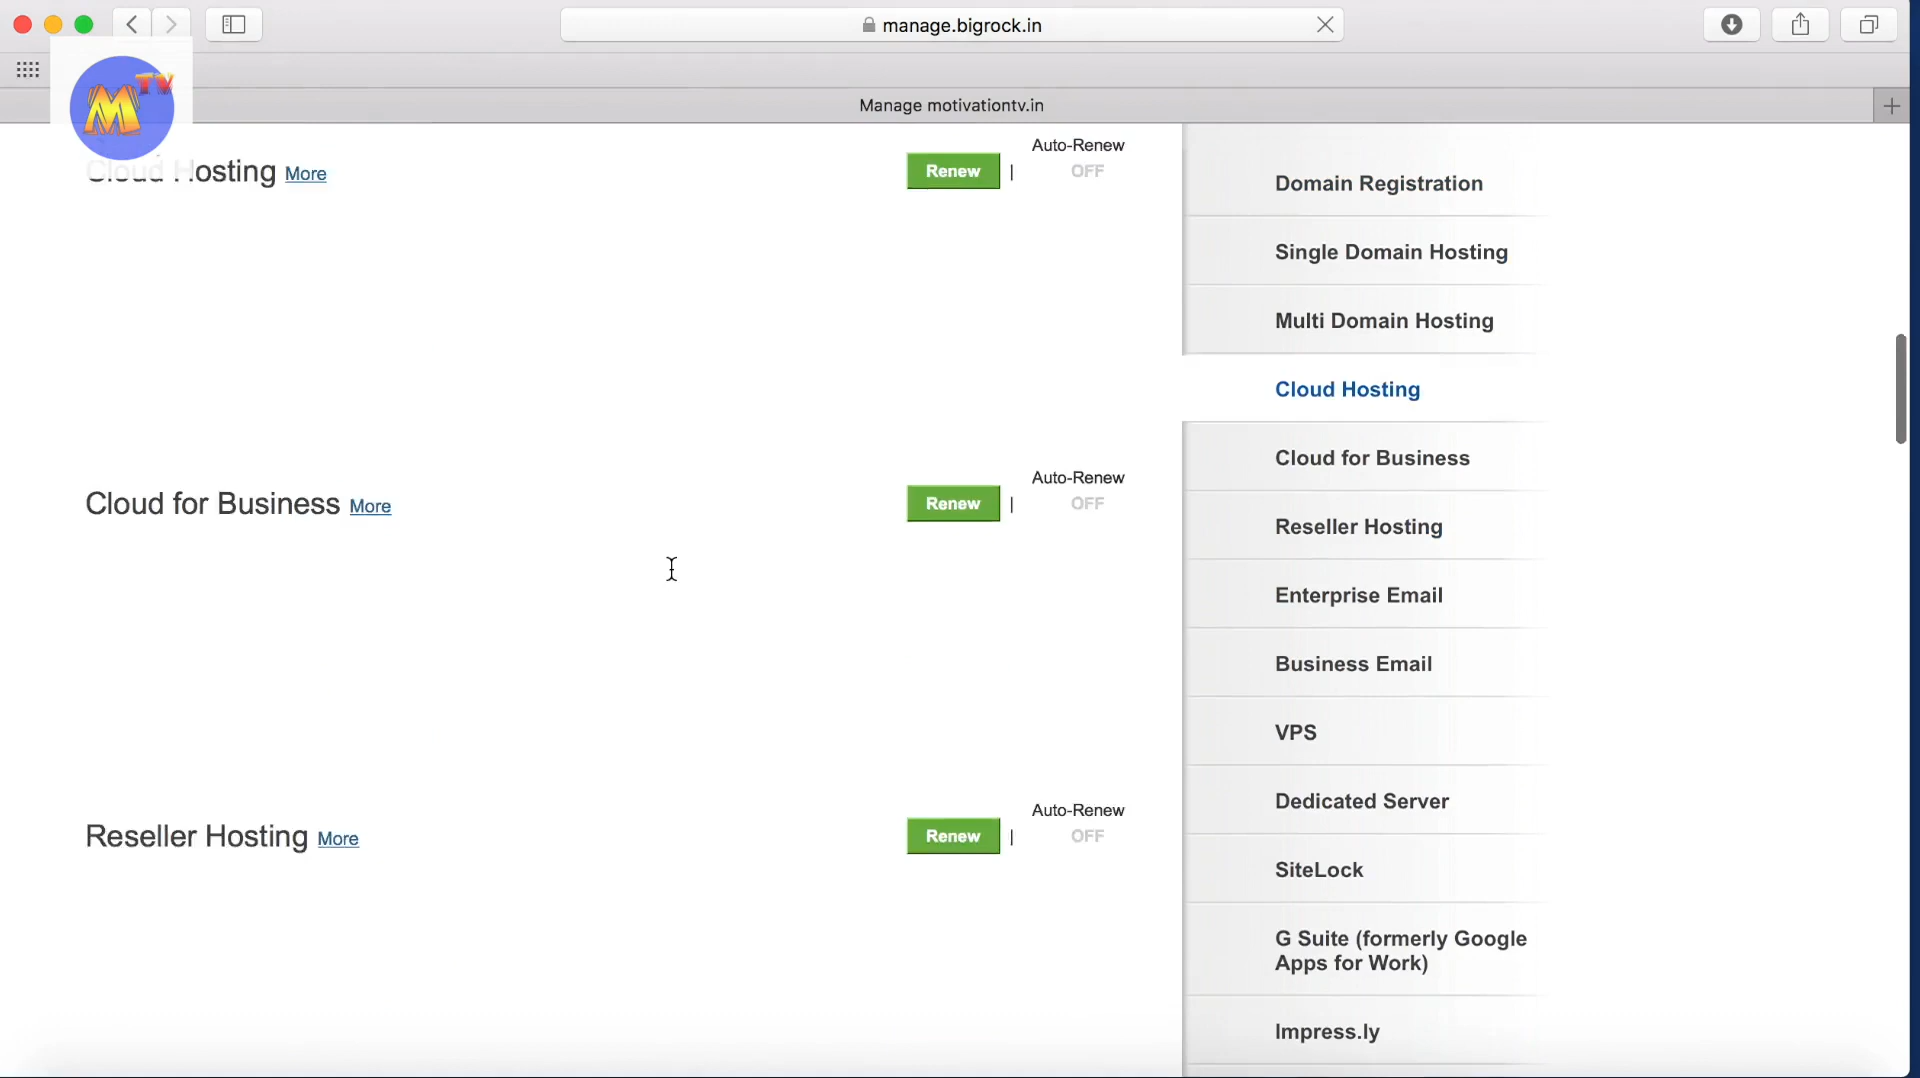 manage.bigrock.in
M TV
Manage motivationtv.in
Cloud Hosting More
Renew | Auto-Renew
OFF
Cloud for Business More
Renew | Auto-Renew
OFF
Reseller Hosting More
Renew | Auto-Renew
OFF
Domain Registration
Single Domain Hosting
Multi Domain Hosting
Cloud Hosting
Cloud for Business
Reseller Hosting
Enterprise Email
Business Email
VPS
Dedicated Server
SiteLock
G Suite (formerly Google
Apps for Work)
Impress.ly